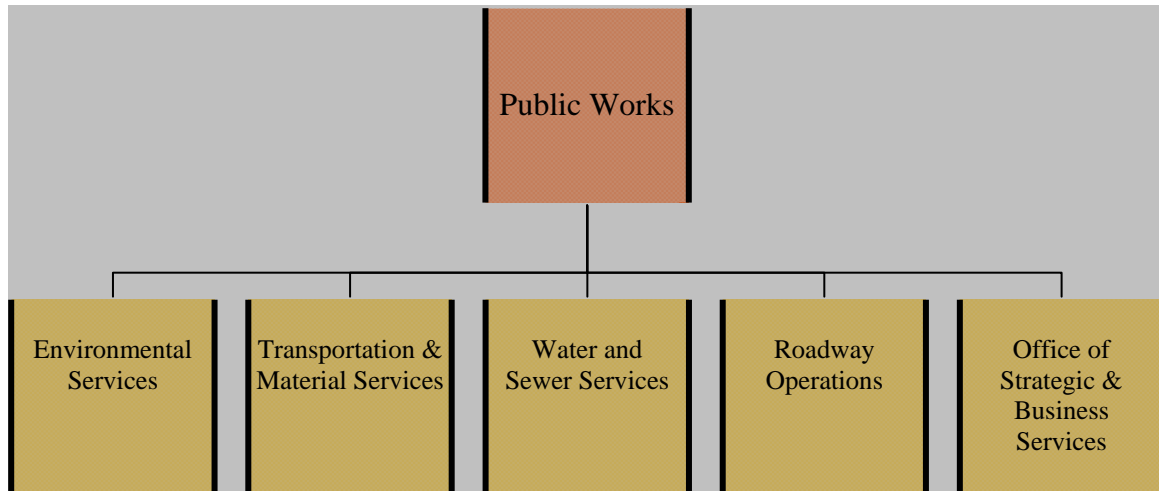 Public Works
Environmental
Services
Transportation &
Material Services
Water and
Sewer Services
Roadway
Operations
Office of
Strategic &
Business
Services